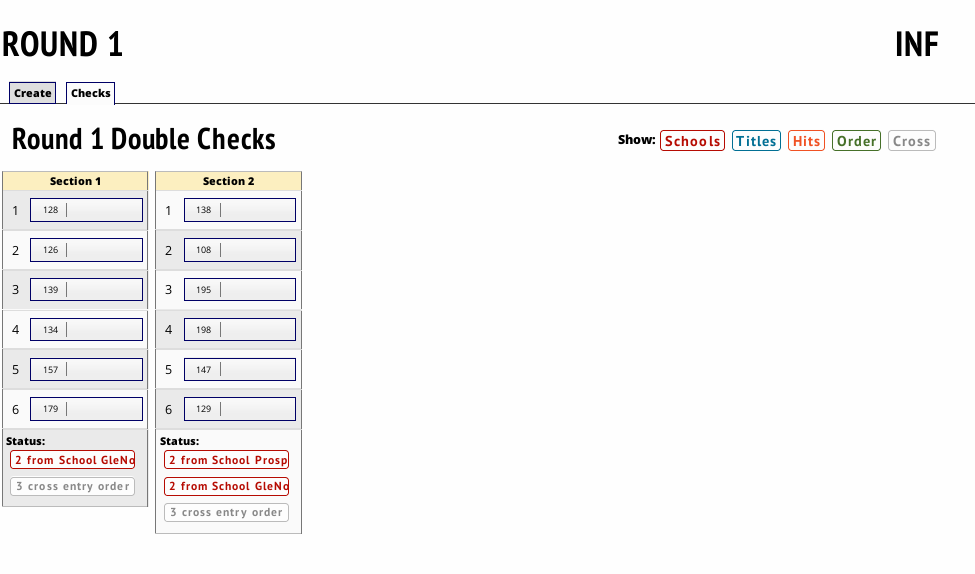 ROUND 1 INF
Create Checks
Round 1 Double Checks
Show: Schools Titles Hits Order Cross
Section 1
1 128
2 126
3 139
4 134
5 157
6 179
Status:
2 from School GleNo
3 cross entry order
Section 2
1 138
2 108
3 195
4 198
5 147
6 129
Status:
2 from School Prosp
2 from School GleNo
3 cross entry order